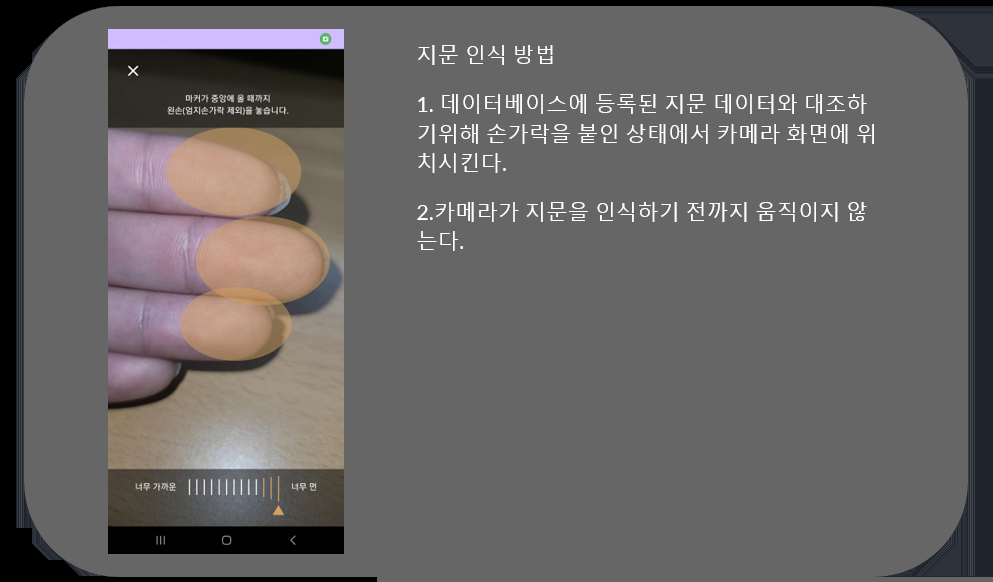 마커가 중앙에 올 때까지
왼손(엄지손가락 제외)을 놓습니다.
너무 가까운
너무 먼
지문 인식 방법
1. 데이터베이스에 등록된 지문 데이터와 대조하
기위해 손가락을 붙인 상태에서 카메라 화면에 위
치시킨다.
2.카메라가 지문을 인식하기 전까지 움직이지 않
는다.